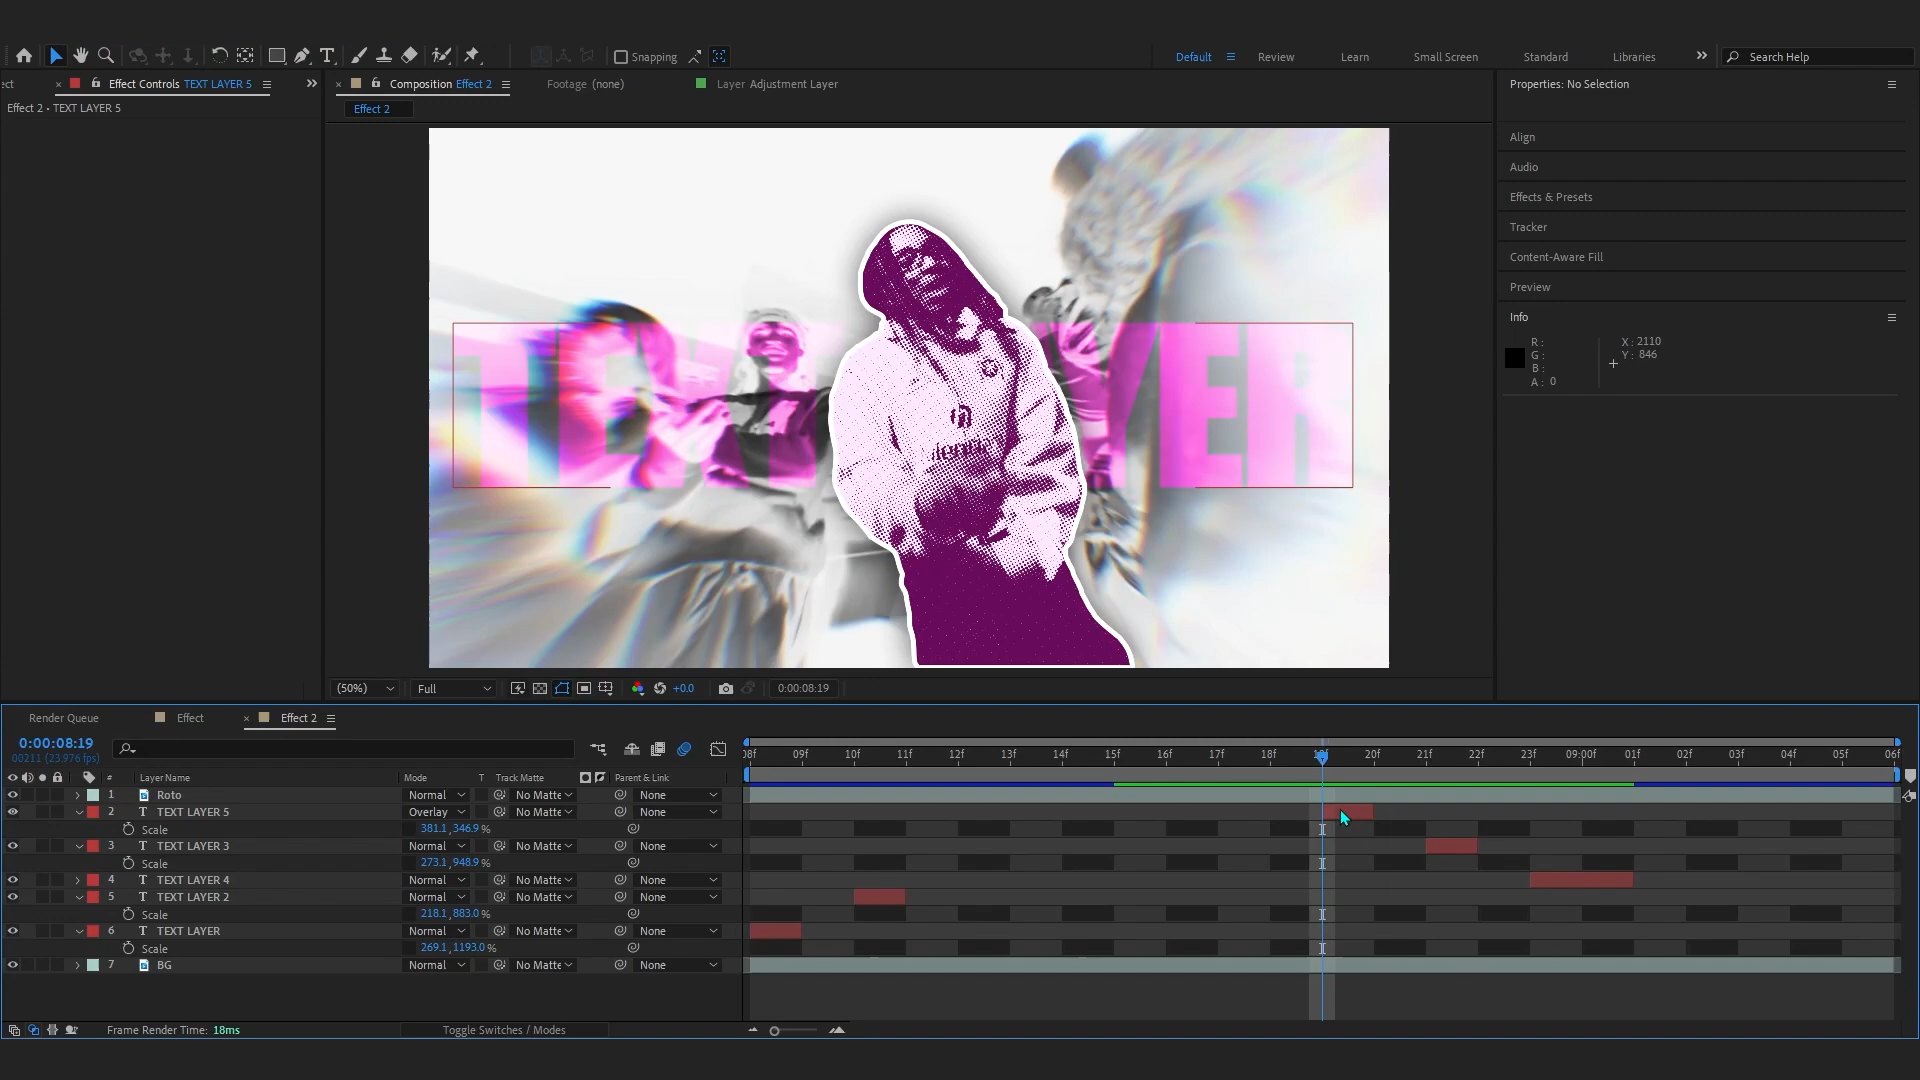 Snapping
Default
Review
Learn
Small Screen
Standard
Libraries
Search Help
ect
Effect Controls TEXT LAYER 5
Composition Effect 2
Footage (none)
Layer Adjustment Layer
Properties: No Selection
Effect 2 • TEXT LAYER 5
Effect 2
Align
Audio
Effects & Presets
Tracker
Content-Aware Fill
Preview
Info
R :
G :
B :
A : 0
X : 2110
Y : 846
(50%)
Full
+0.0
0:00:08:19
Render Queue
Effect
Effect 2
0:00:08:19
00211 (23.976 fps)
08f 09f 10f 11f 12f 13f 14f 15f 16f 17f 18f 19f 20f 21f 22f 23f 09:00f 01f 02f 03f 04f 05f 06f
# Layer Name Mode T Track Matte Parent & Link
1 Roto Normal No Matte None
2 T TEXT LAYER 5 Overlay No Matte None
Scale 381.1, 346.9 %
3 T TEXT LAYER 3 Normal No Matte None
Scale 273.1, 948.9 %
4 T TEXT LAYER 4 Normal No Matte None
5 T TEXT LAYER 2 Normal No Matte None
Scale 218.1, 883.0 %
6 T TEXT LAYER Normal No Matte None
Scale 269.1, 1193.0 %
7 BG Normal No Matte None
Frame Render Time: 18ms
Toggle Switches / Modes